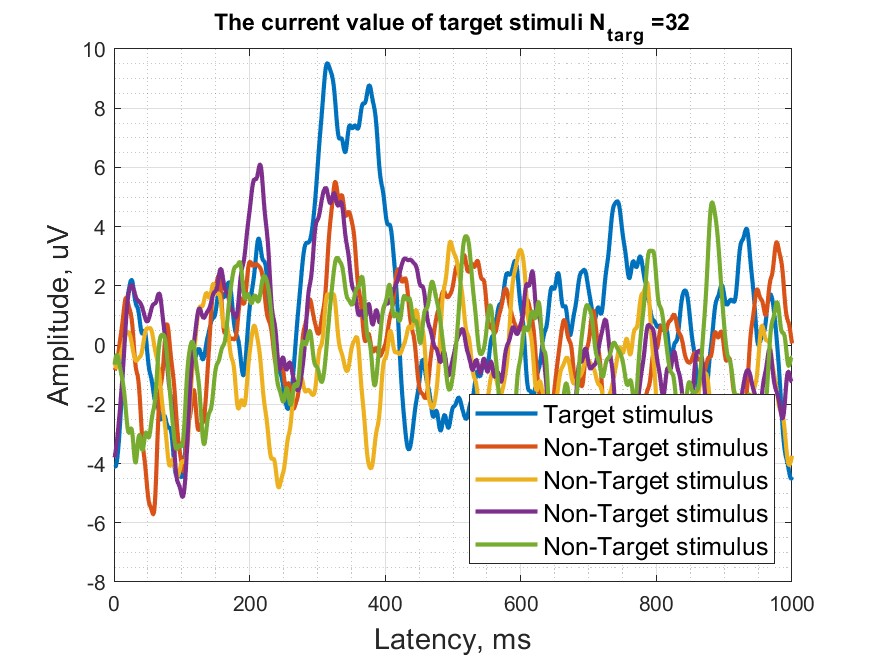 The current value of target stimuli N_targ =32
10
8
6
4
2
0
-2
-4
-6
-8
Amplitude, uV
0 200 400 600 800 1000
Latency, ms
Target stimulus
Non-Target stimulus
Non-Target stimulus
Non-Target stimulus
Non-Target stimulus